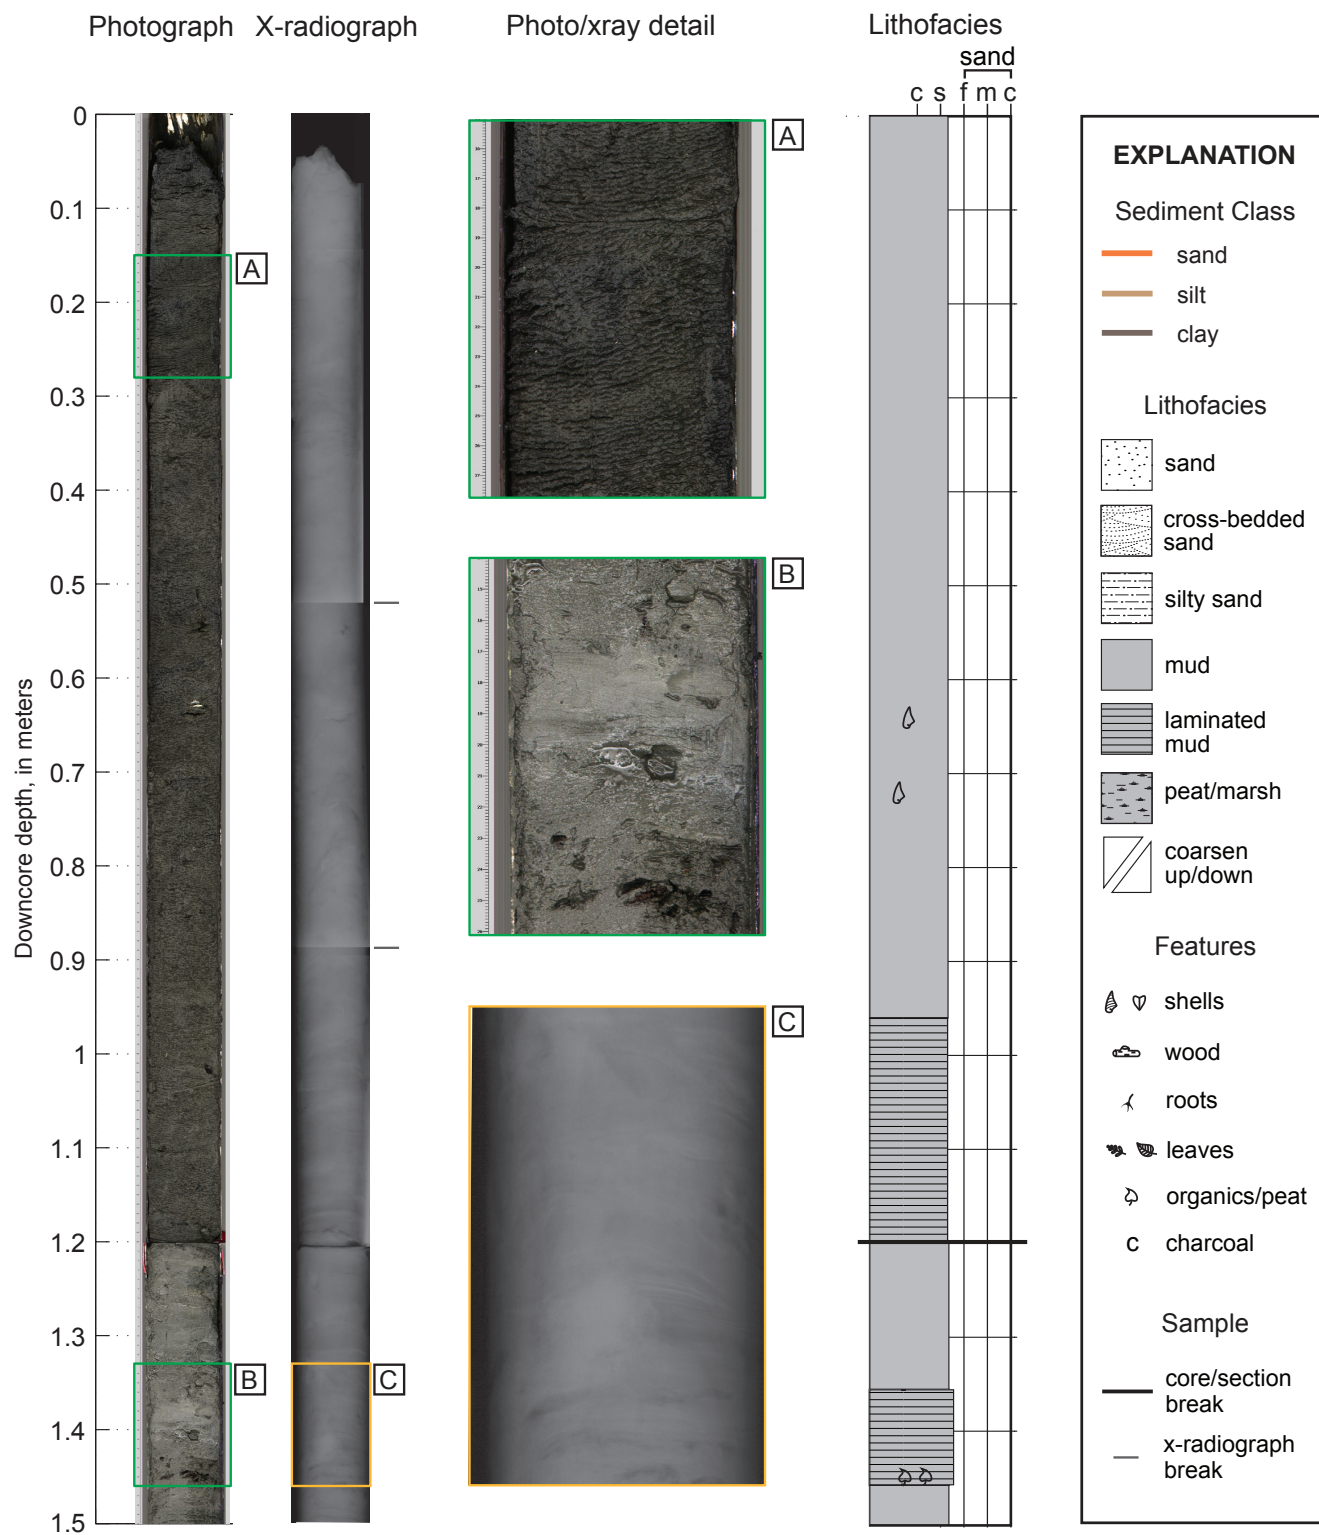 Photograph X-radiograph Photo/xray detail Lithofacies
sand
c s f m c
Downcore depth, in meters
0
0.1
0.2
0.3
0.4
0.5
0.6
0.7
0.8
0.9
1
1.1
1.2
1.3
1.4
1.5
A
B
C
A
B
C
EXPLANATION
Sediment Class
sand
silt
clay
Lithofacies
sand
cross-bedded
sand
silty sand
mud
laminated
mud
peat/marsh
coarsen
up/down
Features
shells
wood
roots
leaves
organics/peat
c charcoal
Sample
core/section
break
x-radiograph
break